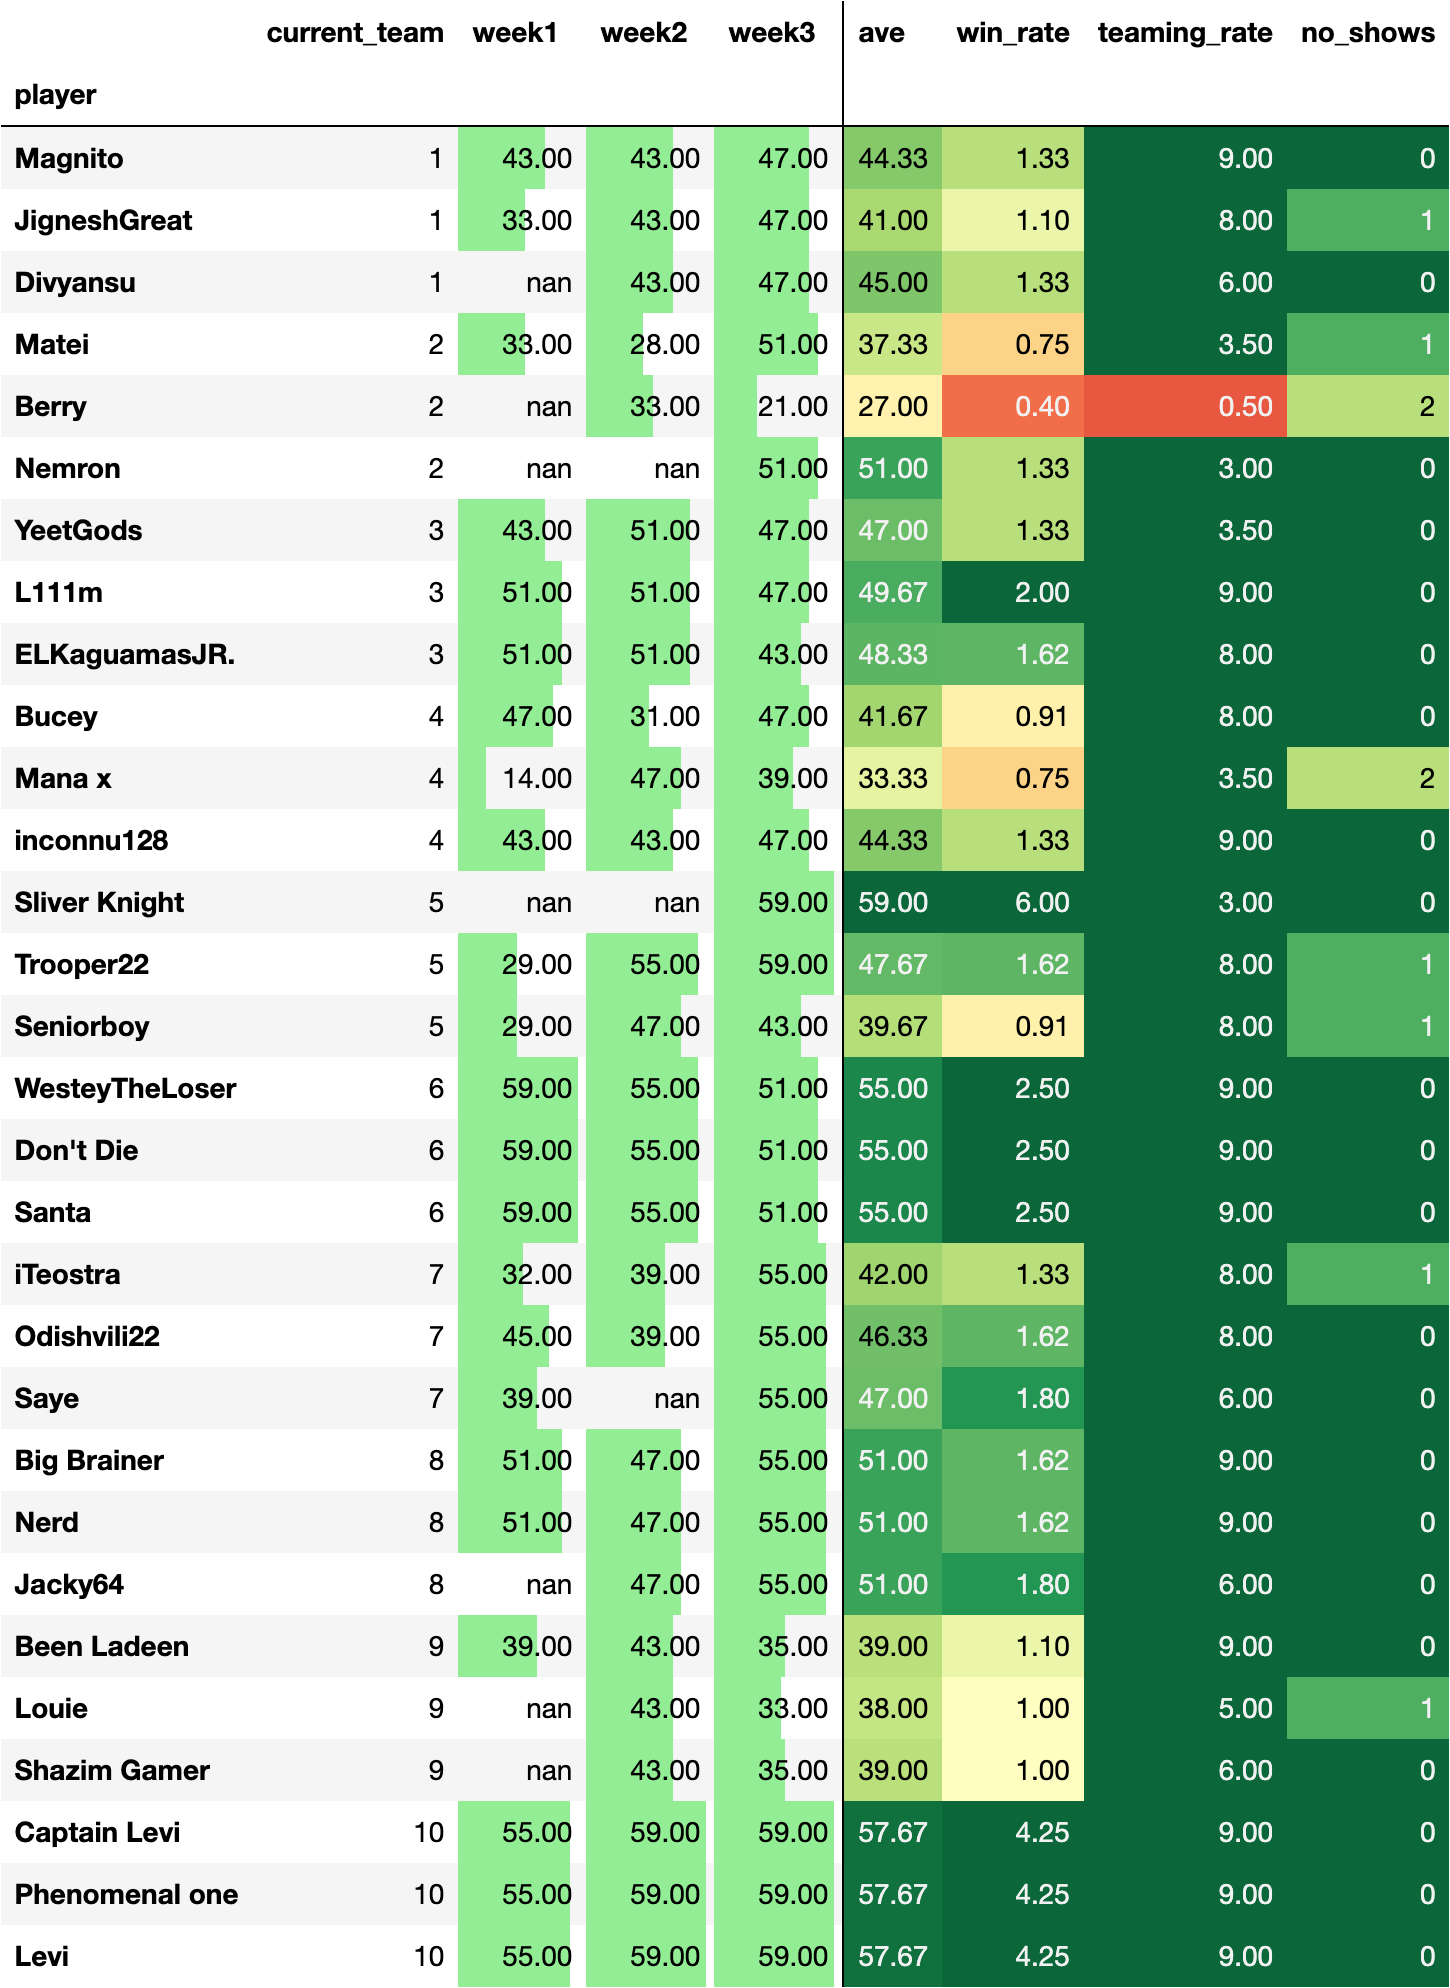 current_team week1 week2 week3 ave win_rate teaming_rate no_shows
player
Magnito 1 43.00 43.00 47.00 44.33 1.33 9.00 0
JigneshGreat 1 33.00 43.00 47.00 41.00 1.10 8.00 1
Divyansu 1 nan 43.00 47.00 45.00 1.33 6.00 0
Matei 2 33.00 28.00 51.00 37.33 0.75 3.50 1
Berry 2 nan 33.00 21.00 27.00 0.40 0.50 2
Nemron 2 nan nan 51.00 51.00 1.33 3.00 0
YeetGods 3 43.00 51.00 47.00 47.00 1.33 3.50 0
L111m 3 51.00 51.00 47.00 49.67 2.00 9.00 0
ELKaguamasJR. 3 51.00 51.00 43.00 48.33 1.62 8.00 0
Bucey 4 47.00 31.00 47.00 41.67 0.91 8.00 0
Mana x 4 14.00 47.00 39.00 33.33 0.75 3.50 2
inconnu128 4 43.00 43.00 47.00 44.33 1.33 9.00 0
Sliver Knight 5 nan nan 59.00 59.00 6.00 3.00 0
Trooper22 5 29.00 55.00 59.00 47.67 1.62 8.00 1
Seniorboy 5 29.00 47.00 43.00 39.67 0.91 8.00 1
WesteyTheLoser 6 59.00 55.00 51.00 55.00 2.50 9.00 0
Don't Die 6 59.00 55.00 51.00 55.00 2.50 9.00 0
Santa 6 59.00 55.00 51.00 55.00 2.50 9.00 0
iTeostra 7 32.00 39.00 55.00 42.00 1.33 8.00 1
Odishvili22 7 45.00 39.00 55.00 46.33 1.62 8.00 0
Saye 7 39.00 nan 55.00 47.00 1.80 6.00 0
Big Brainer 8 51.00 47.00 55.00 51.00 1.62 9.00 0
Nerd 8 51.00 47.00 55.00 51.00 1.62 9.00 0
Jacky64 8 nan 47.00 55.00 51.00 1.80 6.00 0
Been Ladeen 9 39.00 43.00 35.00 39.00 1.10 9.00 0
Louie 9 nan 43.00 33.00 38.00 1.00 5.00 1
Shazim Gamer 9 nan 43.00 35.00 39.00 1.00 6.00 0
Captain Levi 10 55.00 59.00 59.00 57.67 4.25 9.00 0
Phenomenal one 10 55.00 59.00 59.00 57.67 4.25 9.00 0
Levi 10 55.00 59.00 59.00 57.67 4.25 9.00 0